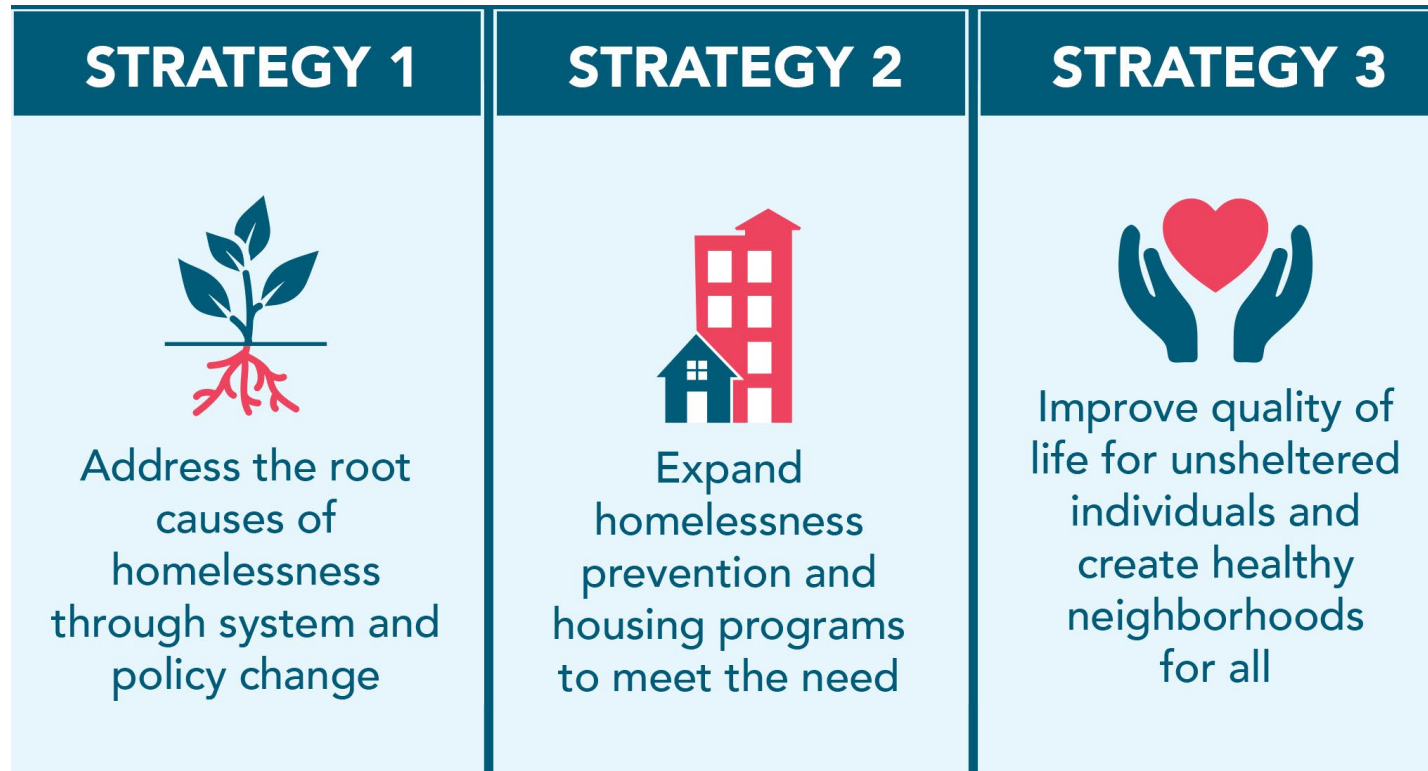 STRATEGY 1
Address the root
causes of
homelessness
through system and
policy change
STRATEGY 2
Expand
homelessness
prevention and
housing programs
to meet the need
STRATEGY 3
Improve quality of
life for unsheltered
individuals and
create healthy
neighborhoods
for all